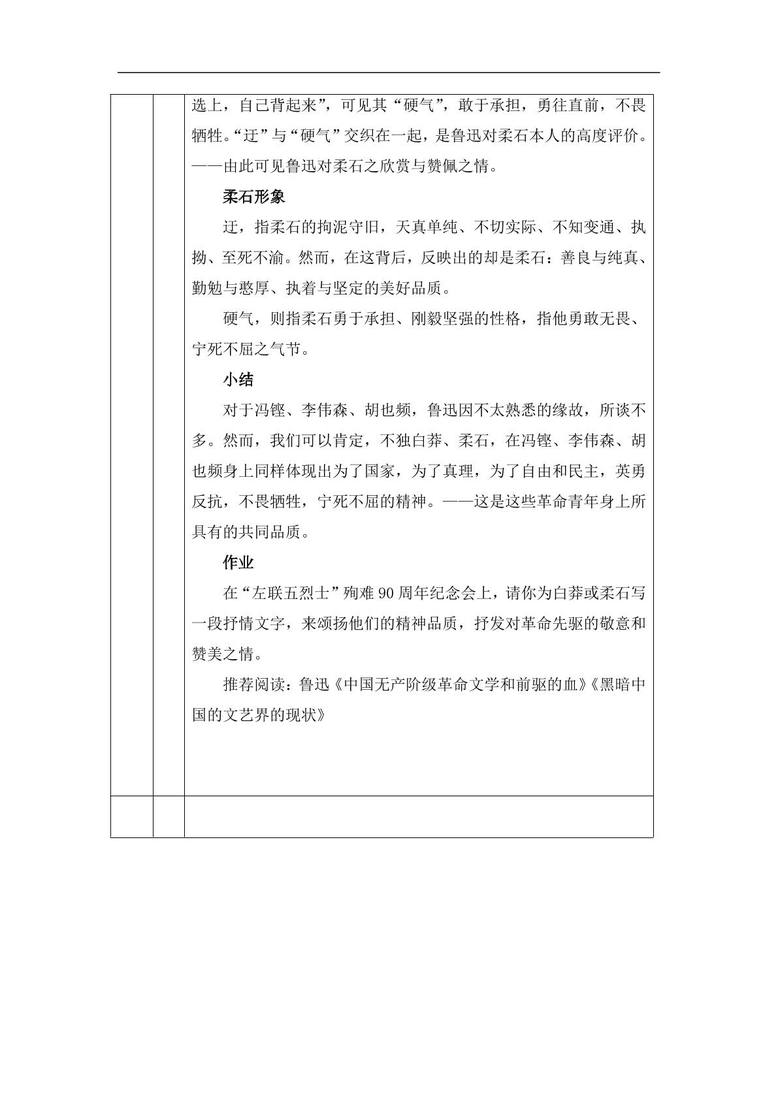 选上，自己背起来”，可见其“硬气”，敢于承担，勇往直前，不畏
牺牲。“迂”与“硬气”交织在一起，是鲁迅对柔石本人的高度评价。
——由此可见鲁迅对柔石之欣赏与赞佩之情。
柔石形象
迂，指柔石的拘泥守旧，天真单纯、不切实际、不知变通、执
拗、至死不渝。然而，在这背后，反映出的却是柔石：善良与纯真、
勤勉与憨厚、执着与坚定的美好品质。
硬气，则指柔石勇于承担、刚毅坚强的性格，指他勇敢无畏、
宁死不屈之气节。
小结
对于冯铿、李伟森、胡也频，鲁迅因不太熟悉的缘故，所谈不
多。然而，我们可以肯定，不独白莽、柔石，在冯铿、李伟森、胡
也频身上同样体现出为了国家，为了真理，为了自由和民主，英勇
反抗，不畏牺牲，宁死不屈的精神。——这是这些革命青年身上所
具有的共同品质。
作业
在“左联五烈士”殉难 90 周年纪念会上，请你为白莽或柔石写
一段抒情文字，来颂扬他们的精神品质，抒发对革命先驱的敬意和
赞美之情。
推荐阅读：鲁迅《中国无产阶级革命文学和前驱的血》《黑暗中
国的文艺界的现状》